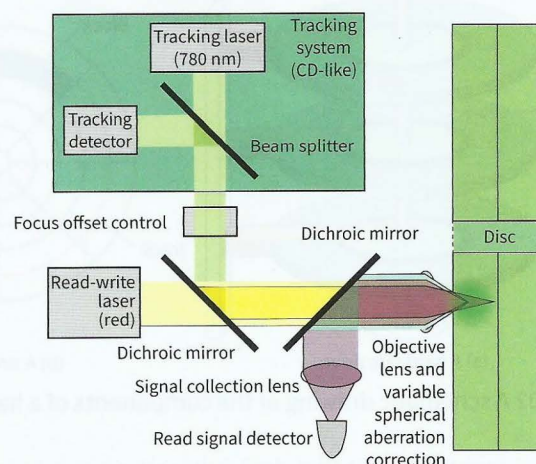 Tracking laser
(780 nm)
Tracking
system
(CD-like)
Tracking
detector
Beam splitter
Focus offset control
Dichroic mirror
Disc
Read-write
laser
(red)
Dichroic mirror
Signal collection lens
Objective
lens and
variable
spherical
aberration
correction
Read signal detector